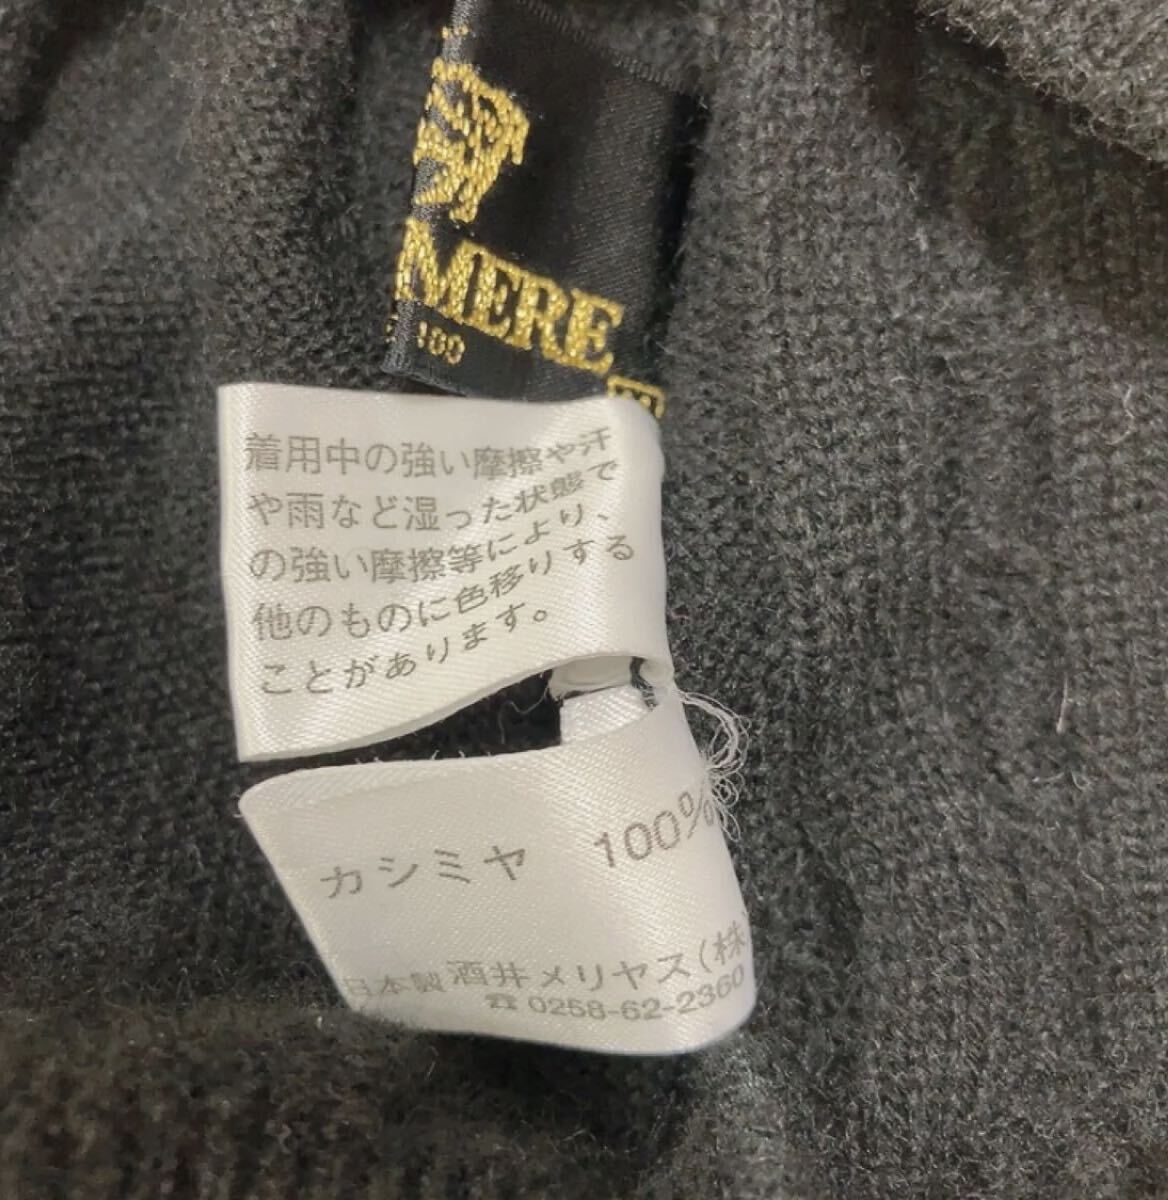 MERE
100
着用中の強い摩擦や汗
や雨など湿った状態で
の強い摩擦等により、
他のものに色移りする
ことがあります。
カシミヤ 100%
日本製 酒井メリヤス(株)
☎ 0258-62-2360